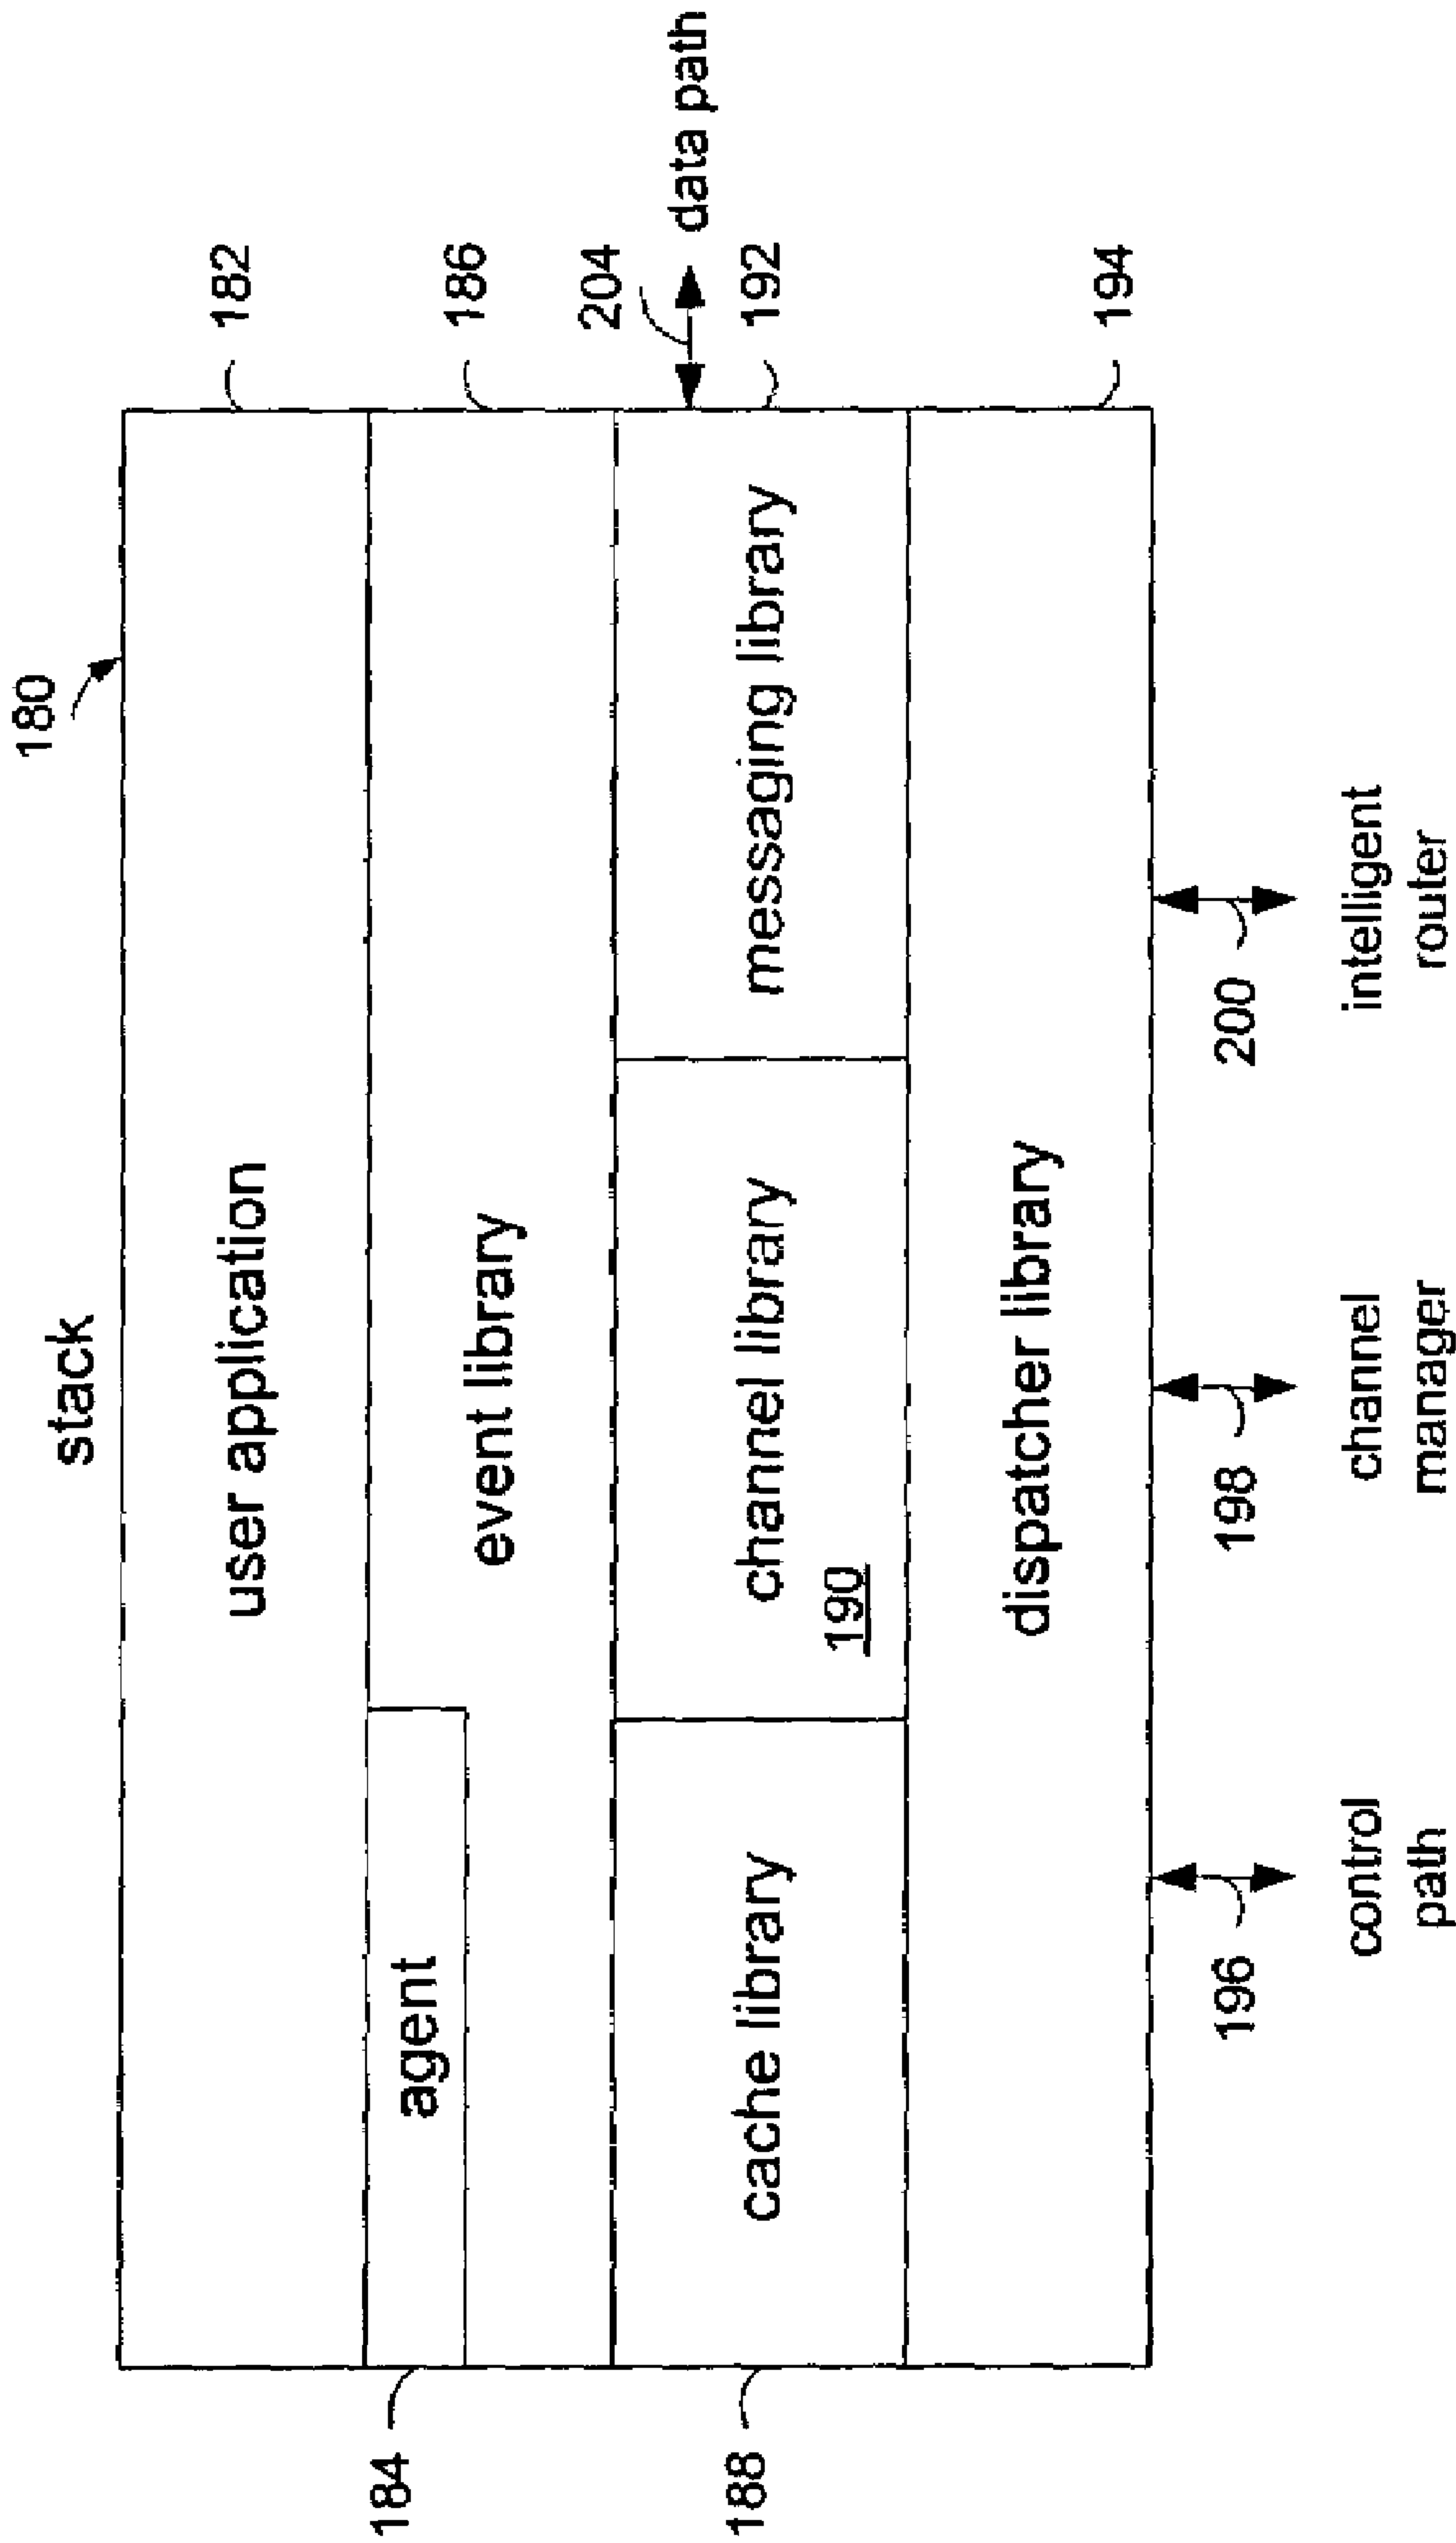 stack
180
user application
182
184
agent
event library
186
204
data path
188
cache library
channel library
190
messaging library
192
dispatcher library
194
196
198
200
control
path
channel
manager
intelligent
router